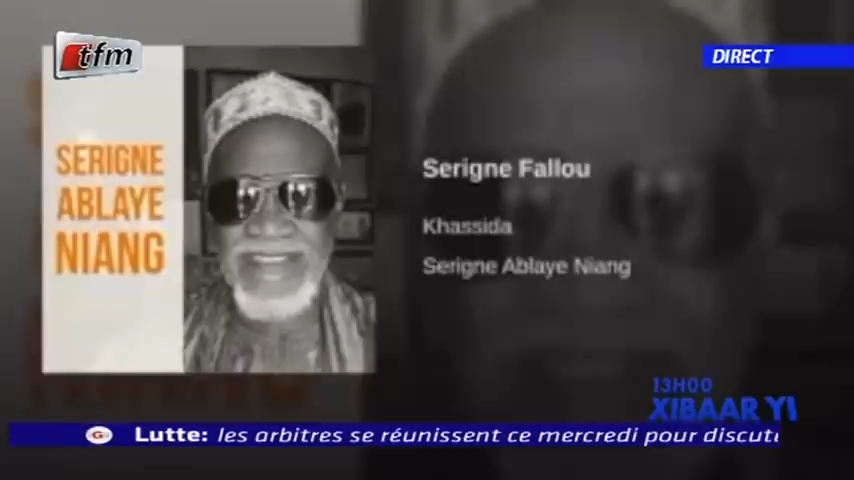 tfm
DIRECT
SERIGNE
ABLAYE
NIANG
Serigne Fallou
Khassida
Serigne Ablaye Niang
13H00
XIBAAR YI
G
Lutte: les arbitres se réunissent ce mercredi pour discute